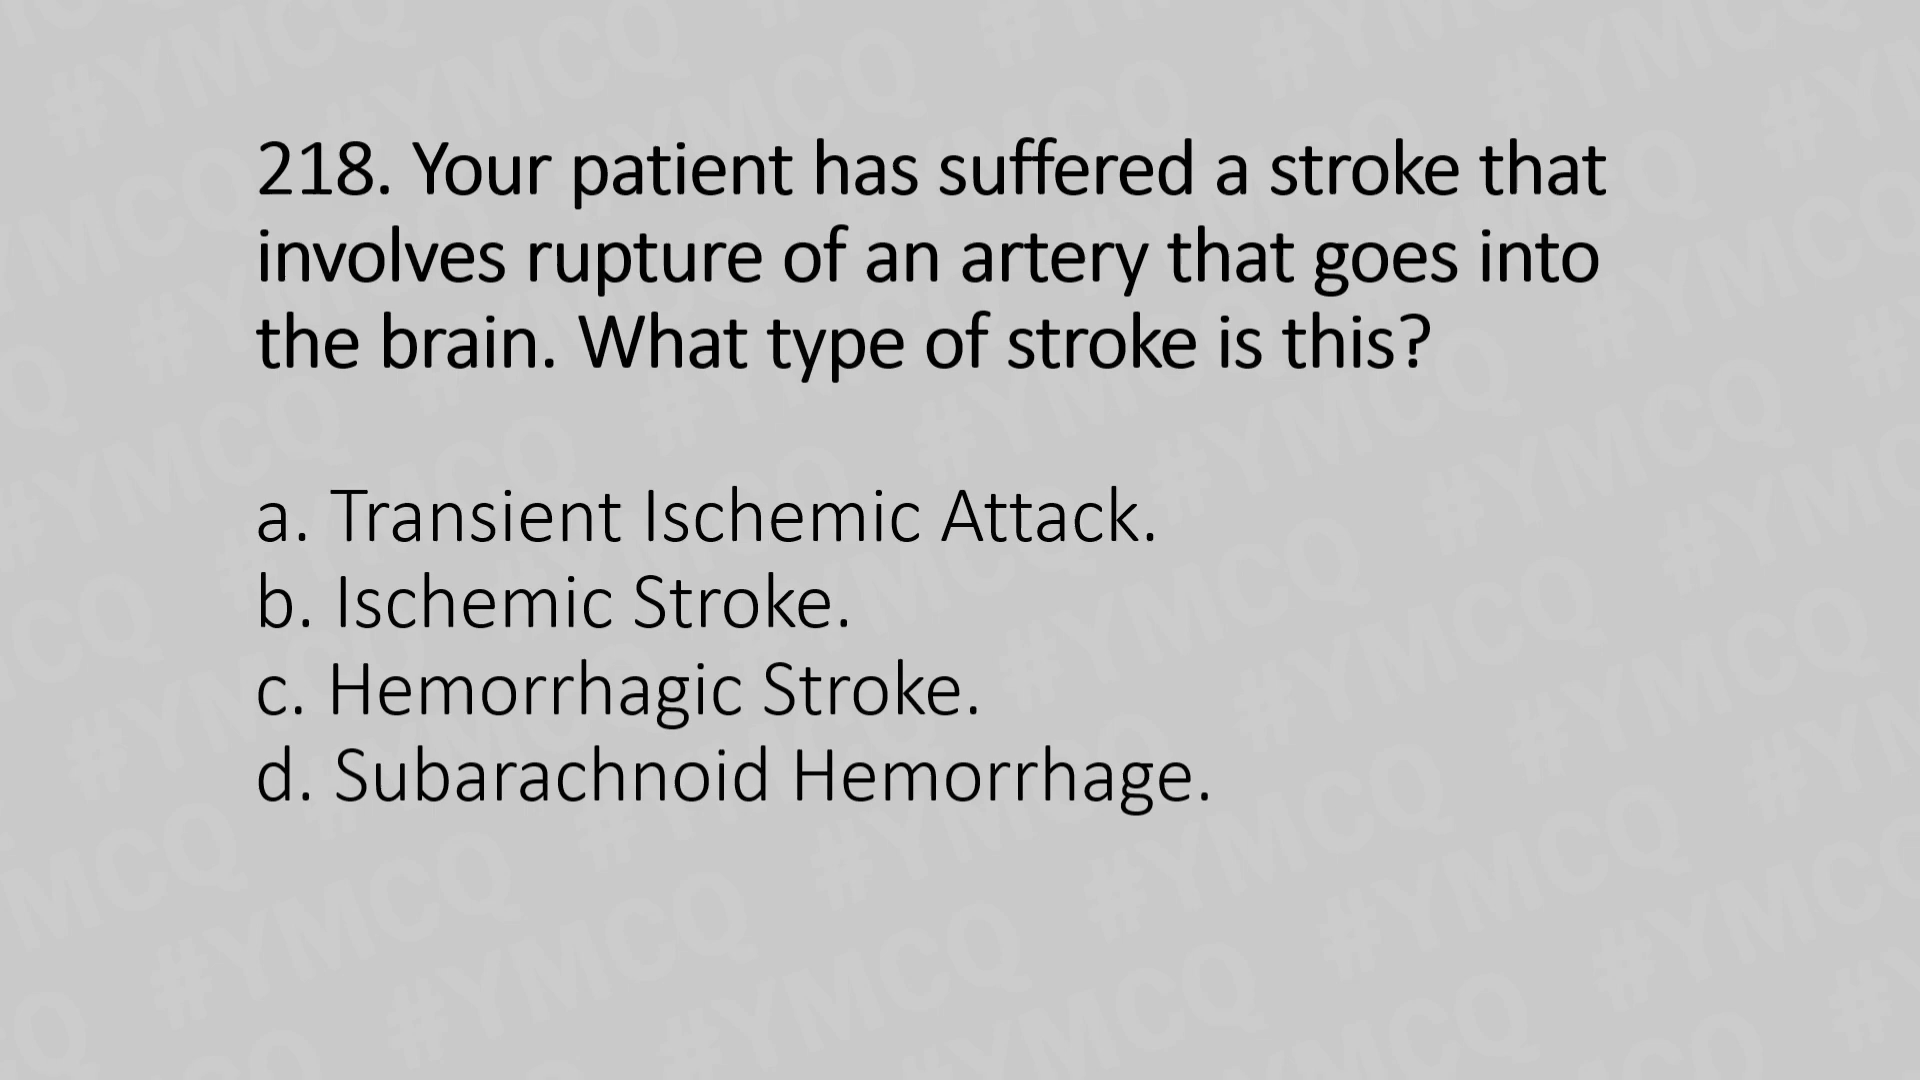 218. Your patient has suffered a stroke that
involves rupture of an artery that goes into
the brain. What type of stroke is this?
a. Transient Ischemic Attack.
b. Ischemic Stroke.
c. Hemorrhagic Stroke.
d. Subarachnoid Hemorrhage.
#YMCQ